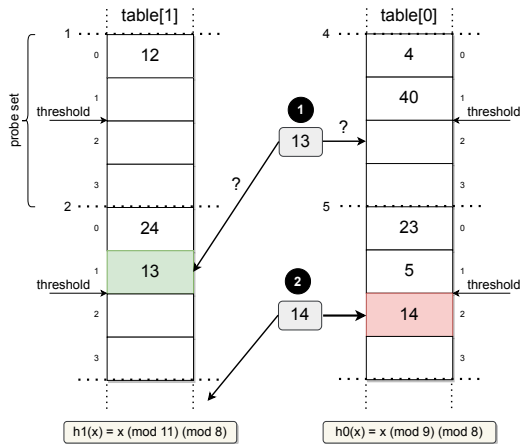 table[1] table[0]
1 4
0 12 4 0
1 40 1
threshold threshold
probe set
1
2 13 ? 2
?
3 3
2 5
0 24 23 0
1 13 5 1
threshold 2 threshold
2 14 14 2
3 3
h1(x) = x (mod 11) (mod 8) h0(x) = x (mod 9) (mod 8)